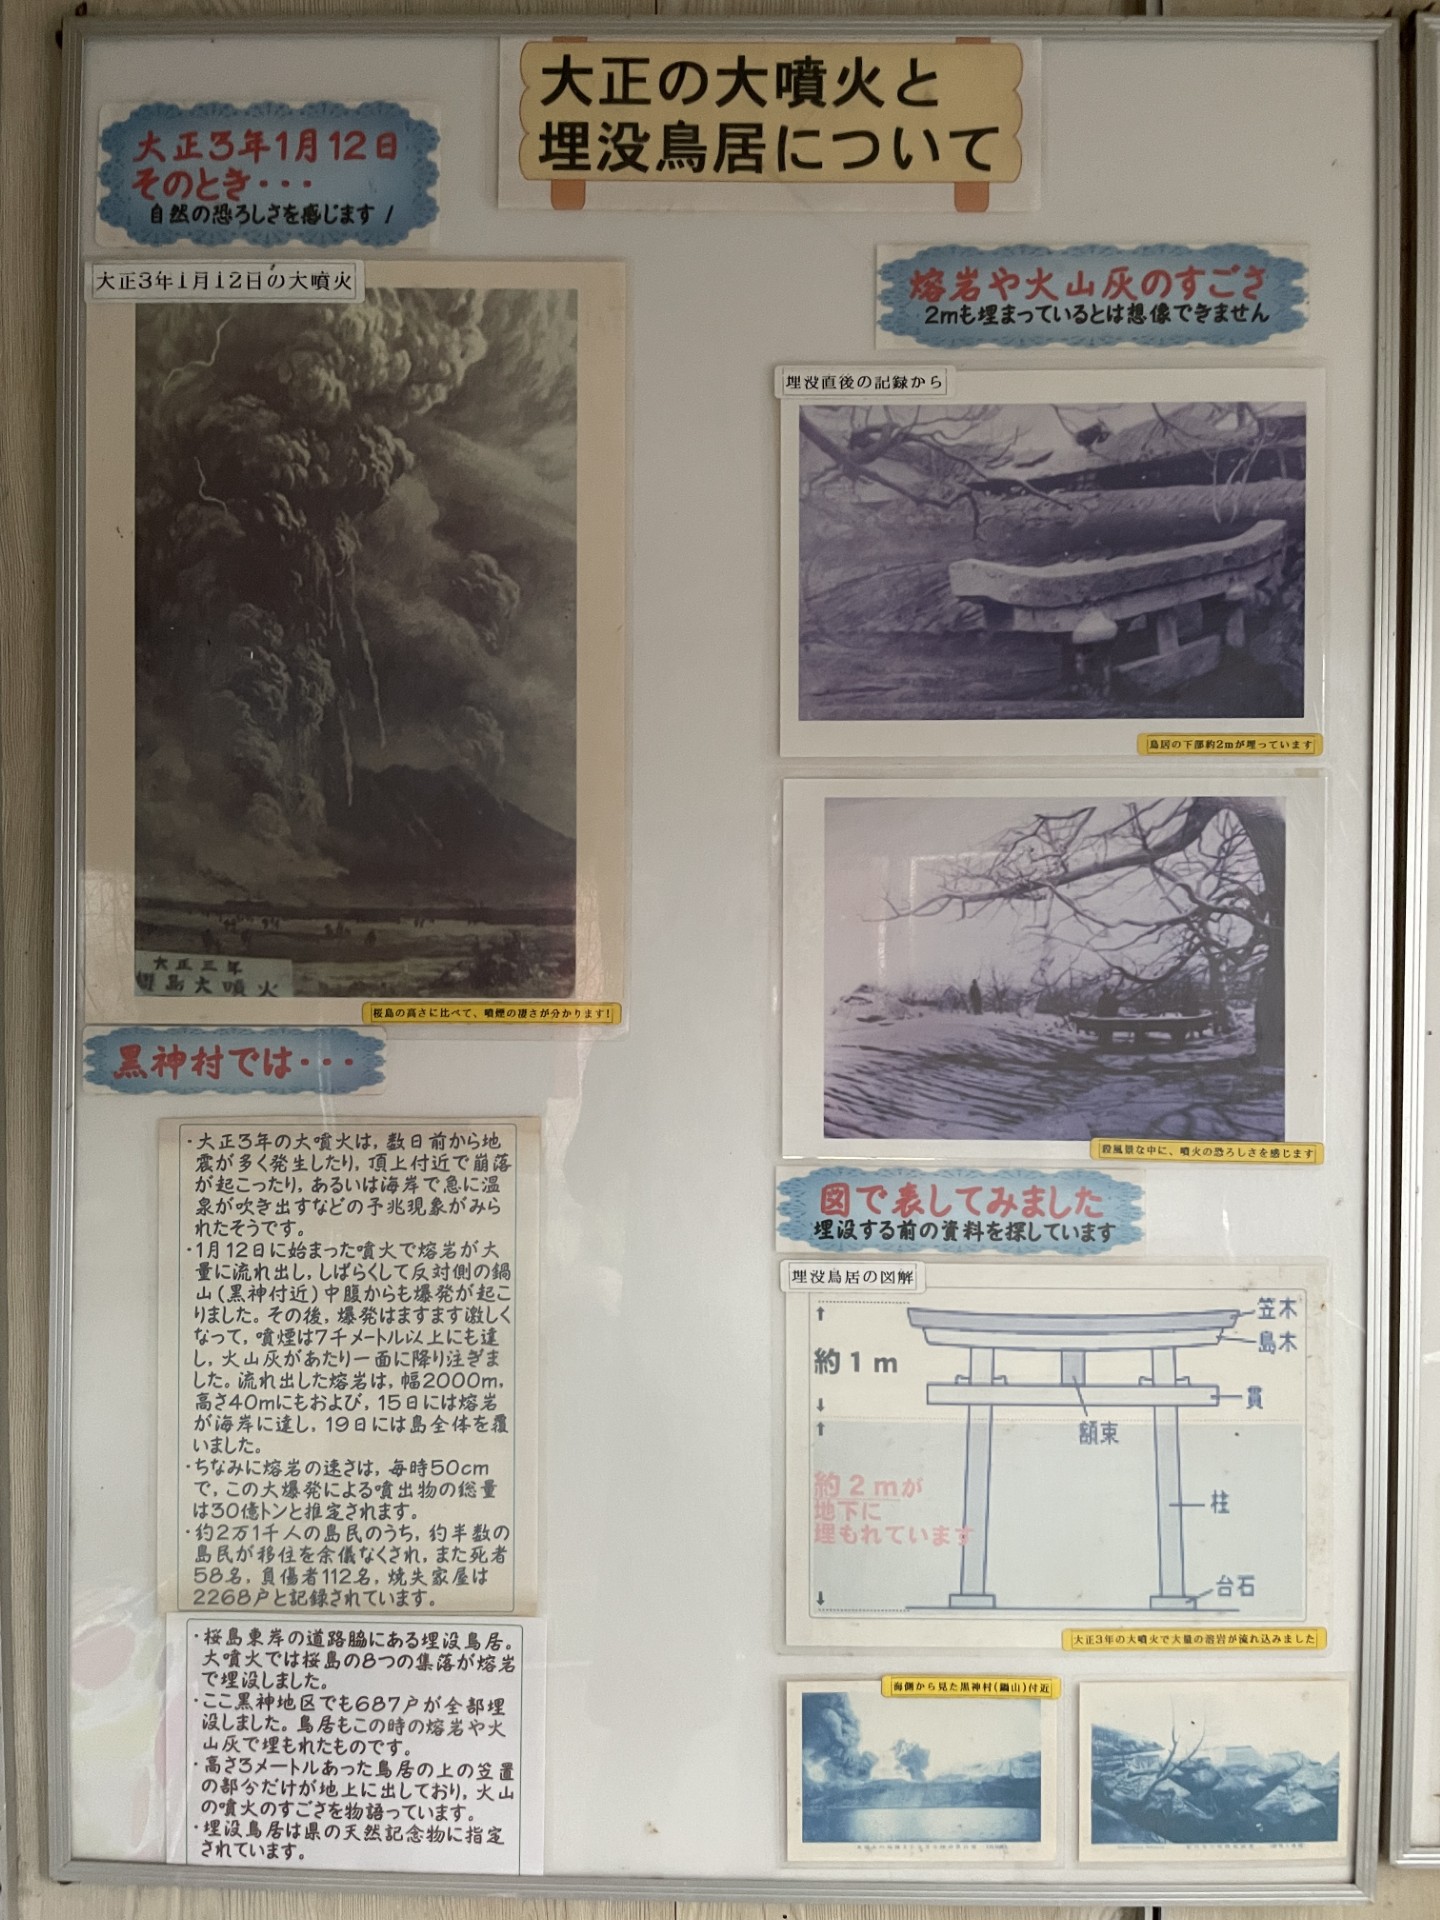 大正の大噴火と
埋没鳥居について
大正3年1月12日
そのとき・・・
自然の恐ろしさを感じます！
大正3年1月12日の大噴火
大正三年
島大噴火
桜島の高さに比べて、噴煙の凄さが分かります!
黒神村では・・・
・大正3年の大噴火は，数日前から地
震が多く発生したり，頂上付近で崩落
が起こったり，あるいは海岸で急に温
泉が吹き出すなどの予兆現象がみら
れたそうです。
・1月12日に始まった噴火で熔岩が大
量に流れ出し，しばらくして反対側の鍋
山(黒神付近)中腹からも爆発が起こ
りました。その後，爆発はますます激しく
なって，噴煙は7千メートル以上にも達
し，火山灰があたり一面に降り注ぎま
した。流れ出した熔岩は，幅2000m，
高さ40mにもおよび，15日には熔岩
が海岸に達し，19日には島全体を覆
いました。
・ちなみに熔岩の速さは，毎時50cm
で，この大爆発による噴出物の総量
は30億トンと推定されます。
・約2万1千人の島民のうち，約半数の
島民が移住を余儀なくされ，また死者
58名，負傷者112名，焼失家屋は
2268戸と記録されています。
・桜島東岸の道路脇にある埋没鳥居。
大噴火では桜島の8つの集落が熔岩
で埋没しました。
・ここ黒神地区でも687戸が全部埋
没しました。鳥居もこの時の熔岩や火
山灰で埋もれたものです。
・高さ3メートルあった鳥居の上の笠置
の部分だけが地上に出しており，火山
の噴火のすごさを物語っています。
・埋没鳥居は県の天然記念物に指定
されています。
熔岩や火山灰のすごさ
2mも埋まっているとは想像できません
埋没直後の記録から
鳥居の下部約2mが埋っています
殺風景な中に、噴火の恐ろしさを感じます
図で表してみました
埋没する前の資料を探しています
埋没鳥居の図解
笠木
島木
約1m
貫
額束
約2mが
地下に
埋もれています
柱
台石
大正3年の大噴火で大量の溶岩が流れ込みました
海側から見た黒神村(鍋山)付近